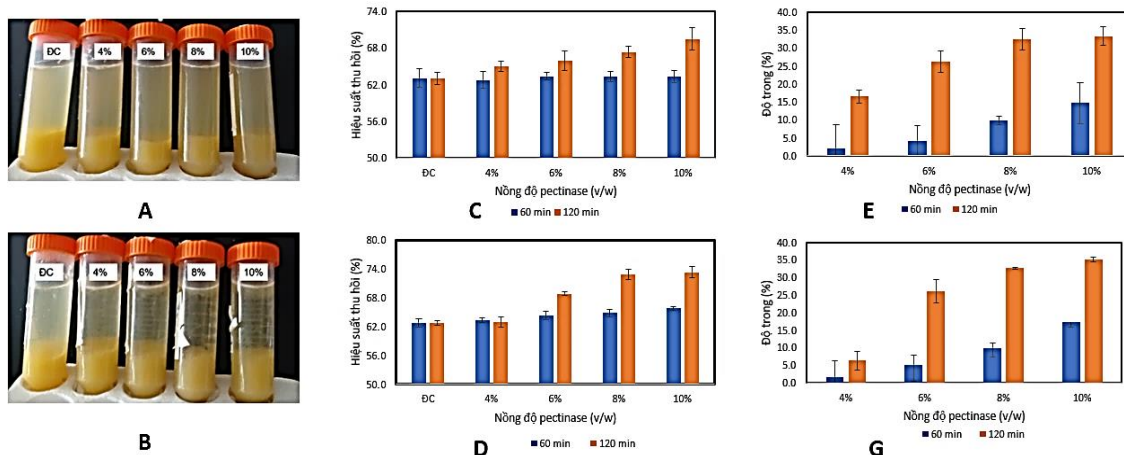 ĐC 4% 6% 8% 10%
A
Hiệu suất thu hồi (%)
74.0
68.0
62.0
56.0
50.0
ĐC 4% 6% 8% 10%
Nồng độ pectinase (v/w)
60 min 120 min
C
Độ trong (%)
40.0
35.0
30.0
25.0
20.0
15.0
10.0
5.0
0.0
4% 6% 8% 10%
Nồng độ pectinase (v/w)
60 min 120 min
E
ĐC 4% 6% 8% 10%
B
Hiệu suất thu hồi (%)
80.0
74.0
68.0
62.0
56.0
50.0
ĐC 4% 6% 8% 10%
Nồng độ pectinase (v/w)
60 min 120 min
D
Độ trong (%)
40.0
35.0
30.0
25.0
20.0
15.0
10.0
5.0
0.0
4% 6% 8% 10%
Nồng độ pectinase (v/w)
60 min 120 min
G